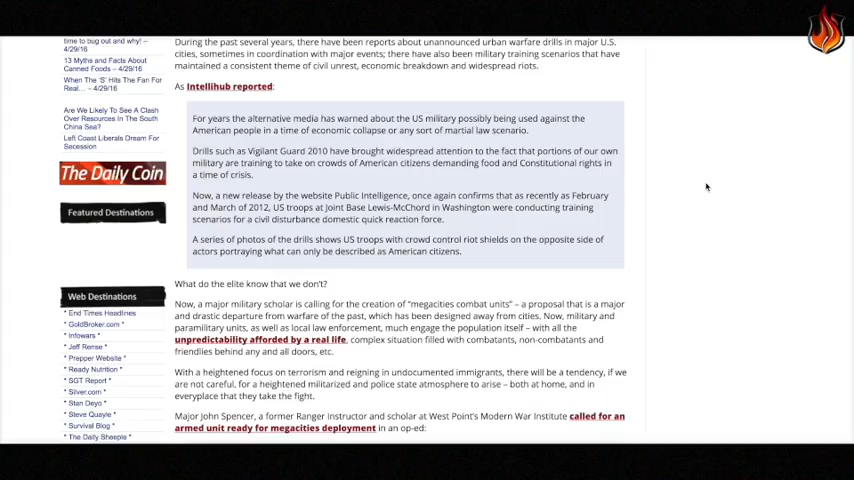 time to bug out and why! –
4/29/16
13 Myths and Facts About
Canned Foods – 4/29/16
When The 'S' Hits The Fan For
Real… – 4/29/16
Are We Likely To See A Clash
Over Resources In The South
China Sea?
Left Coast Liberals Dream For
Secession
The Daily Coin
Featured Destinations
Web Destinations
* End Times Headlines
* GoldBroker.com *
* Infowars *
* Jeff Rense *
* Prepper Website *
* Ready Nutrition *
* SGT Report *
* Silver.com *
* Stan Deyo *
* Steve Quayle *
* Survival Blog *
* The Daily Sheeple *
During the past several years, there have been reports about unannounced urban warfare drills in major U.S.
cities, sometimes in coordination with major events; there have also been military training scenarios that have
maintained a consistent theme of civil unrest, economic breakdown and widespread riots.
As Intellihub reported:
For years the alternative media has warned about the US military possibly being used against the
American people in a time of economic collapse or any sort of martial law scenario.
Drills such as Vigilant Guard 2010 have brought widespread attention to the fact that portions of our own
military are training to take on crowds of American citizens demanding food and Constitutional rights in
a time of crisis.
Now, a new release by the website Public Intelligence, once again confirms that as recently as February
and March of 2012, US troops at Joint Base Lewis-McChord in Washington were conducting training
scenarios for a civil disturbance domestic quick reaction force.
A series of photos of the drills shows US troops with crowd control riot shields on the opposite side of
actors portraying what can only be described as American citizens.
What do the elite know that we don't?
Now, a major military scholar is calling for the creation of "megacities combat units" – a proposal that is a major
and drastic departure from warfare of the past, which has been designed away from cities. Now, military and
paramilitary units, as well as local law enforcement, much engage the population itself – with all the
unpredictability afforded by a real life, complex situation filled with combatants, non-combatants and
friendlies behind any and all doors, etc.
With a heightened focus on terrorism and reigning in undocumented immigrants, there will be a tendency, if we
are not careful, for a heightened militarized and police state atmosphere to arise – both at home, and in
everyplace that they take the fight.
Major John Spencer, a former Ranger Instructor and scholar at West Point's Modern War Institute called for an
armed unit ready for megacities deployment in an op-ed: